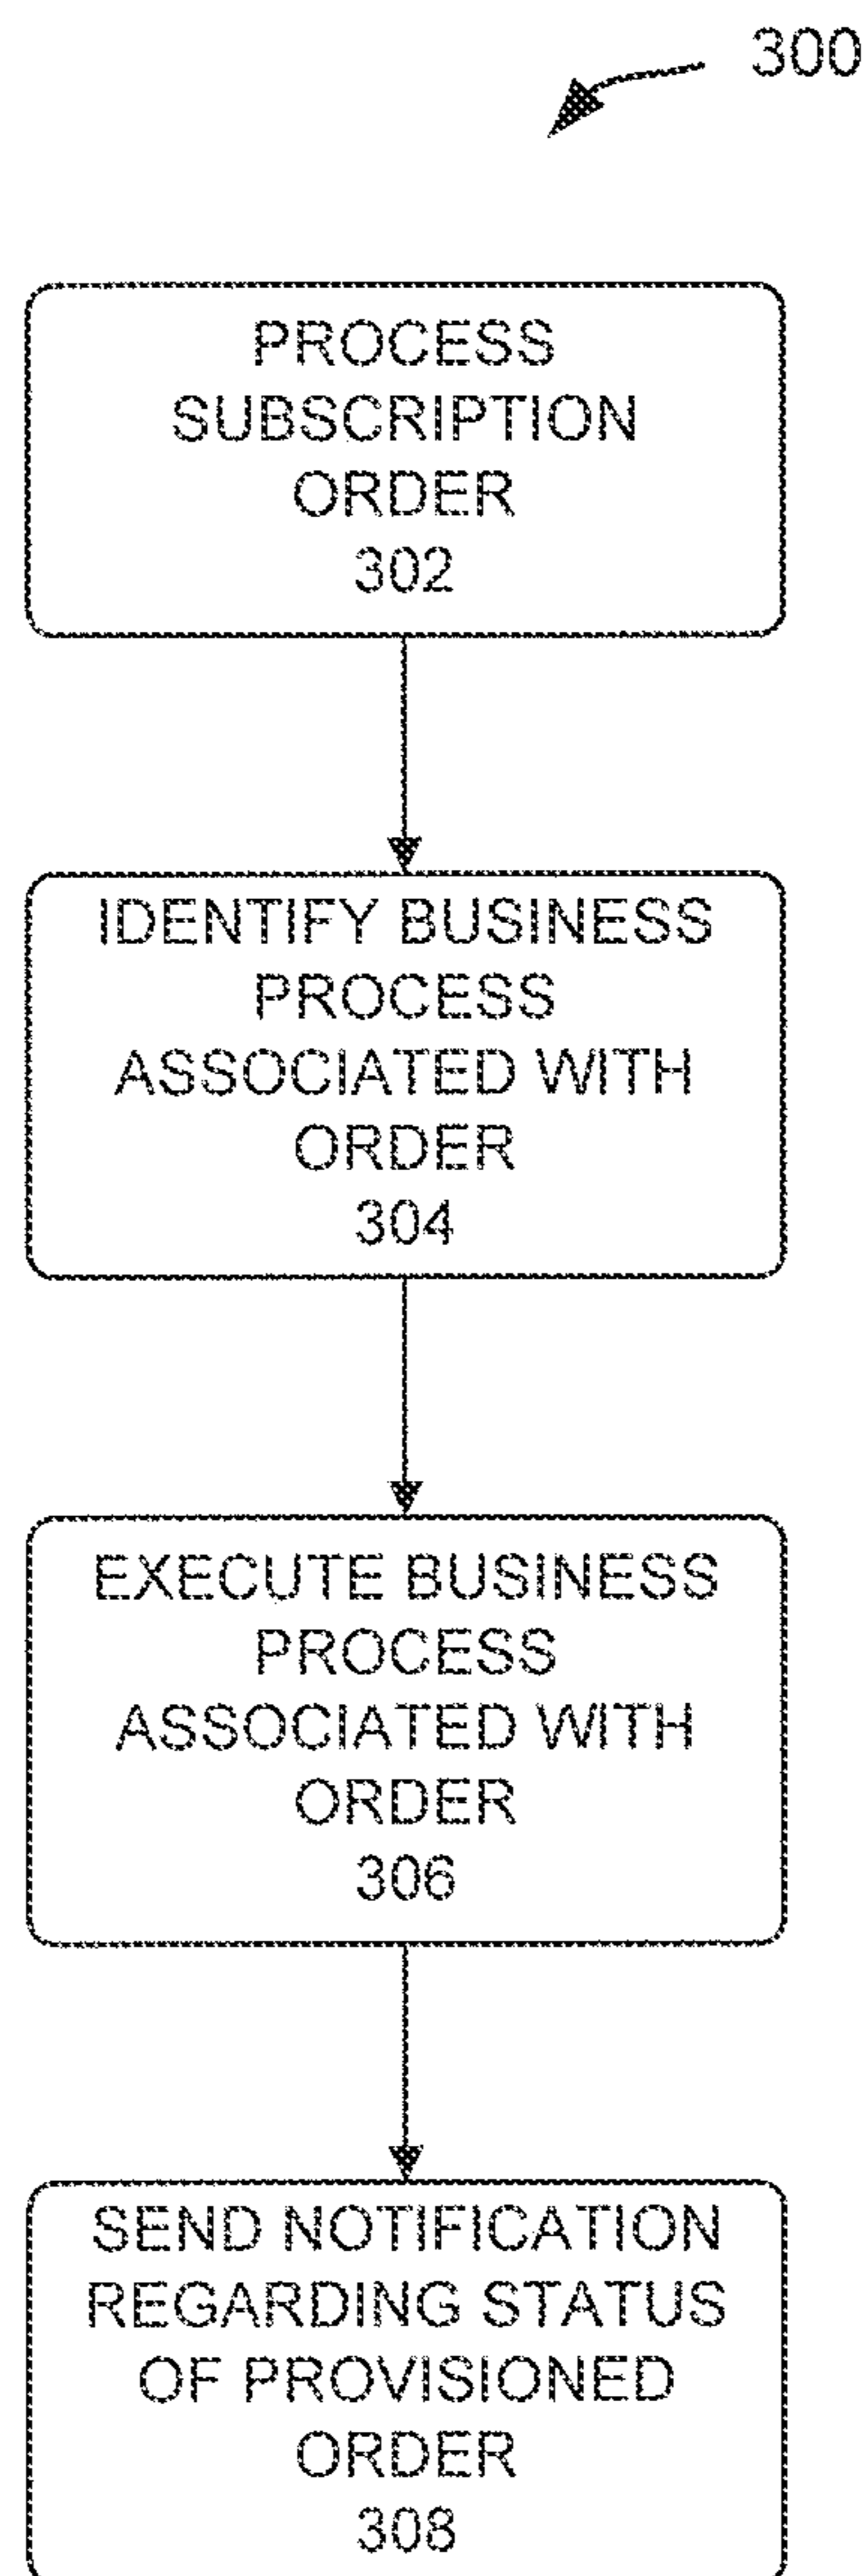 300
PROCESS
SUBSCRIPTION
ORDER
302
IDENTIFY BUSINESS
PROCESS
ASSOCIATED WITH
ORDER
304
EXECUTE BUSINESS
PROCESS
ASSOCIATED WITH
ORDER
306
SEND NOTIFICATION
REGARDING STATUS
OF PROVISIONED
ORDER
308